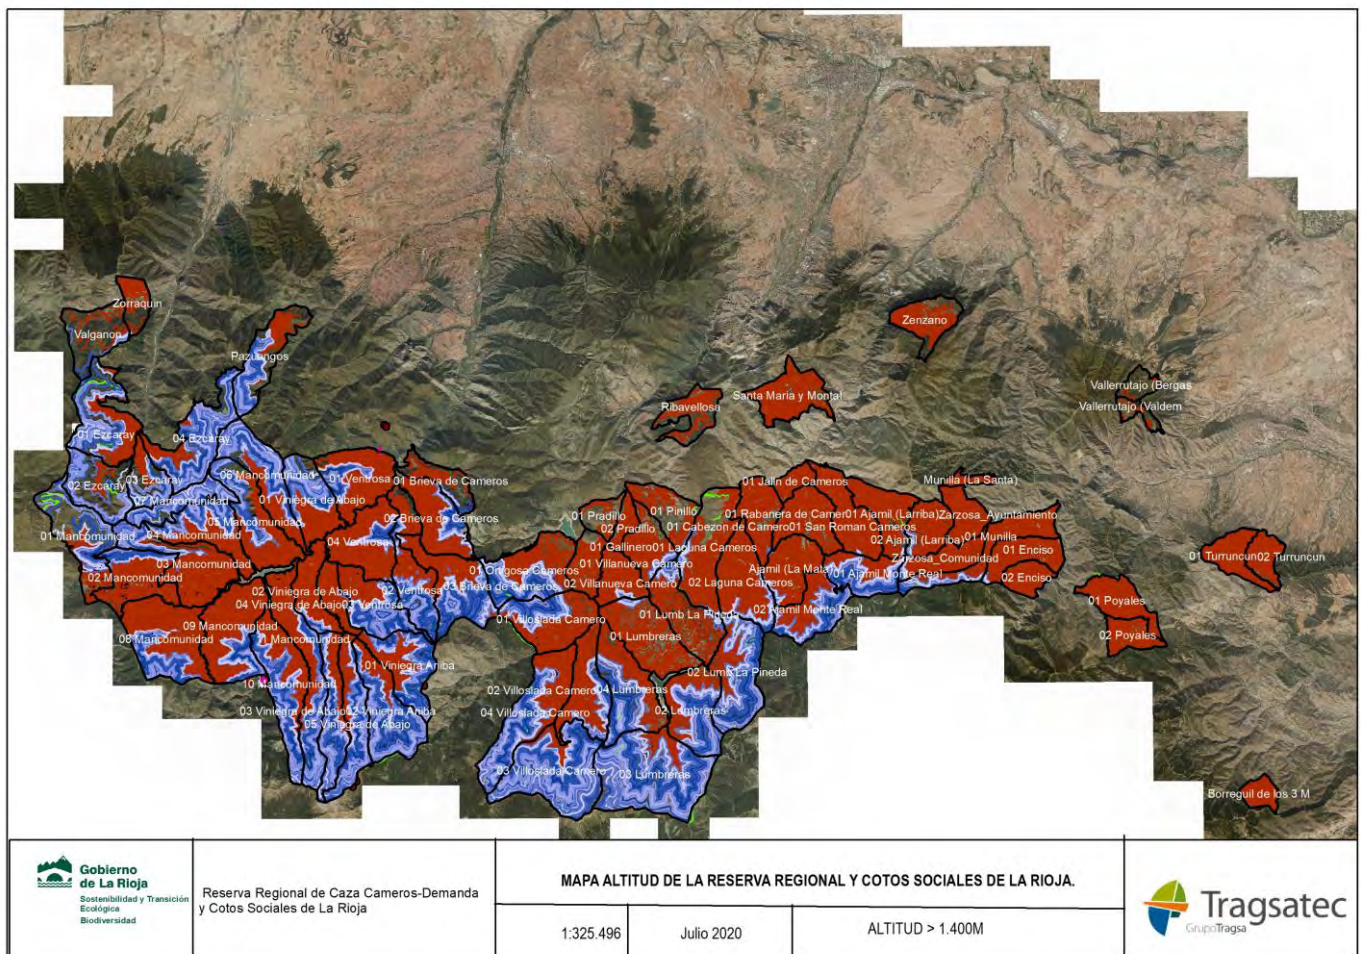 Zorraquin
Valganon
Pazuengos
Zenzano
Vallerrutajo (Bergas
Vallerrutajo (Valdem
Santa Maria y Montal
Ribavellosa
01 Ezcaray
04 Ezcaray
02 Ezcaray
03 Ezcaray
06 Mancomunidad
07 Mancomunidad
01 Ventrosa
01 Brieva de Cameros
01 Viniegra de Abajo
05 Mancomunidad
02 Brieva de Cameros
01 Mancomunidad
04 Mancomunidad
04 Ventrosa
03 Mancomunidad
02 Mancomunidad
02 Viniegra de Abajo
02 Ventrosa
03 Brieva de Cameros
04 Viniegra de Abajo
03 Ventrosa
09 Mancomunidad
08 Mancomunidad
Mancomunidad
01 Viniegra Arriba
10 Mancomunidad
03 Viniegra de Abajo
02 Viniegra Arriba
05 Viniegra de Abajo
01 Jalon de Cameros
Munilla (La Santa)
01 Pradillo
01 Pinillo
02 Pradillo
01 Rabanera de Camer
01 Ajamil (Larriba)
Zarzosa_Ayuntamiento
01 Cabezon de Camero
01 San Roman Cameros
01 Gallinero
01 Laguna Cameros
02 Ajamil (Larriba)
01 Munilla
01 Enciso
01 Ortigosa Cameros
01 Villanueva Camero
Ajamil (La Mata)
Zarzosa_Comunidad
01 Ajamil Monte Real
02 Enciso
02 Villanueva Camero
02 Laguna Cameros
01 Villoslada Camero
01 Lumb La Pineda
02 Ajamil Monte Real
01 Lumbreras
02 Lumb La Pineda
02 Villoslada Camero
04 Lumbreras
04 Villoslada Camero
02 Lumbreras
03 Villoslada Camero
03 Lumbreras
01 Turruncun
02 Turruncun
01 Poyales
02 Poyales
Borreguil de los 3 M
Gobierno
de La Rioja
Sostenibilidad y Transición
Ecológica
Biodiversidad
Reserva Regional de Caza Cameros-Demanda
y Cotos Sociales de La Rioja
MAPA ALTITUD DE LA RESERVA REGIONAL Y COTOS SOCIALES DE LA RIOJA.
1:325.496
Julio 2020
ALTITUD > 1.400M
Tragsatec
GrupoTragsa